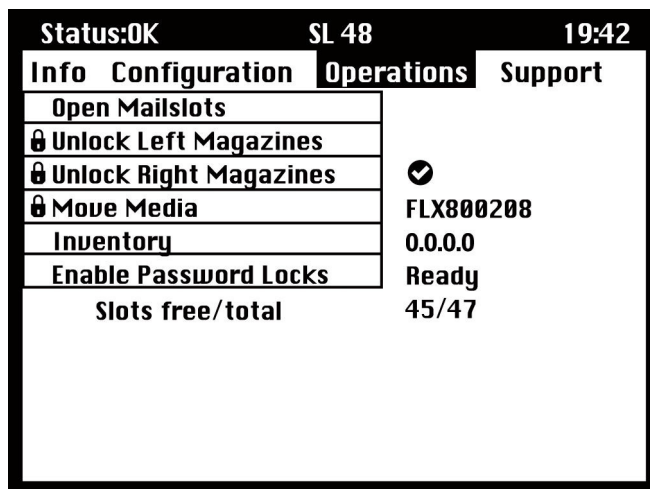 Status:OK SL 48 19:42
Info Configuration Operations Support
Open Mailslots
Unlock Left Magazines
Unlock Right Magazines
Move Media FLX800208
Inventory 0.0.0.0
Enable Password Locks Ready
Slots free/total 45/47